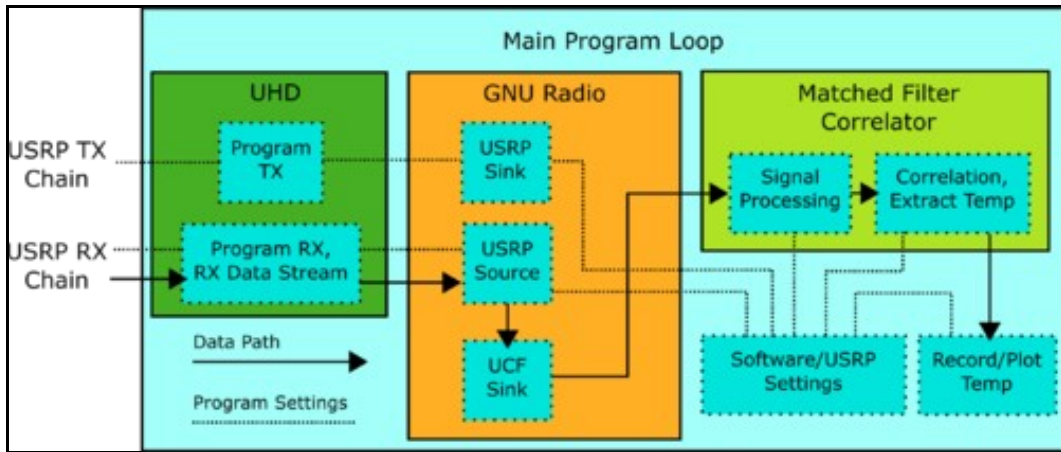 Main Program Loop
UHD
GNU Radio
Matched Filter
Correlator
USRP TX
Chain
Program
TX
USRP
Sink
Signal
Processing
Correlation,
Extract Temp
USRP RX
Chain
Program RX,
RX Data Stream
USRP
Source
Data Path
Program Settings
UCF
Sink
Software/USRP
Settings
Record/Plot
Temp